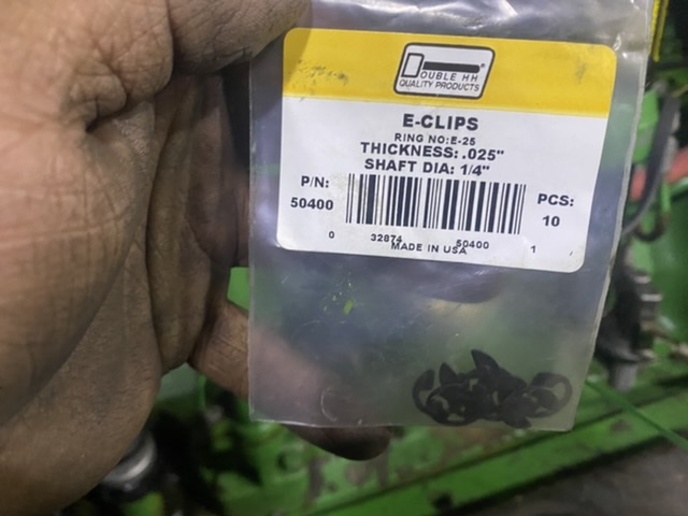 DOUBLE HH
QUALITY PRODUCTS
E-CLIPS
RING NO:E-25
THICKNESS: .025"
SHAFT DIA: 1/4"
P/N:
50400
PCS:
10
0 32874 50400 1
MADE IN USA